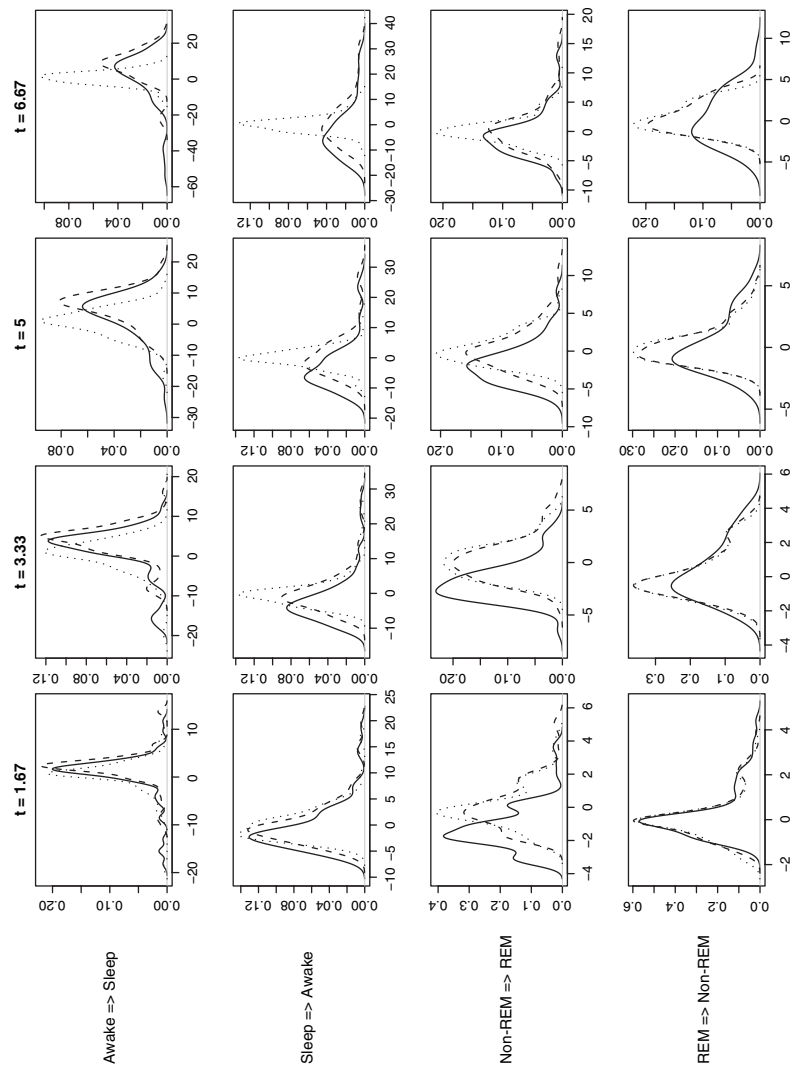 t = 1.67
t = 3.33
t = 5
t = 6.67
Awake => Sleep
0.00 0.10 0.20
−20 −10 0 10
0.00 0.04 0.08 0.12
−20 −10 0 10 20
0.00 0.04 0.08
−30 −20 −10 0 10 20
0.00 0.04 0.08
−60 −40 −20 0 20
Sleep => Awake
0.00 0.04 0.08 0.12
−10 −5 0 5 10 15 20 25
0.00 0.04 0.08 0.12
−10 0 10 20 30
0.00 0.04 0.08 0.12
−20 −10 0 10 20 30
0.00 0.04 0.08 0.12
−30 −20 −10 0 10 20 30 40
Non-REM => REM
0.0 0.1 0.2 0.3 0.4
−4 −2 0 2 4 6
0.00 0.10 0.20
−5 0 5
0.00 0.10 0.20
−10 −5 0 5 10
0.00 0.10 0.20
−10 −5 0 5 10 15 20
REM => Non-REM
0.0 0.2 0.4 0.6
−2 0 2 4
0.0 0.1 0.2 0.3
−4 −2 0 2 4 6
0.00 0.10 0.20 0.30
−5 0 5
0.00 0.10 0.20
−5 0 5 10